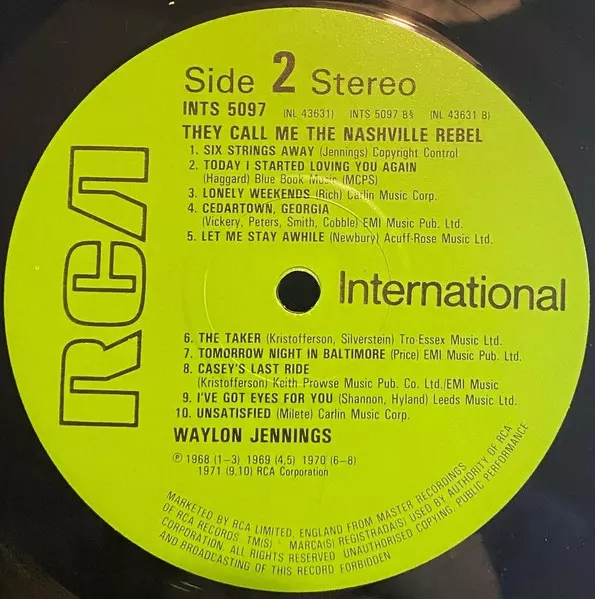 Side 2 Stereo
INTS 5097 (NL 43631) INTS 5097 B§ (NL 43631 B)
THEY CALL ME THE NASHVILLE REBEL
1. SIX STRINGS AWAY (Jennings) Copyright Control
2. TODAY I STARTED LOVING YOU AGAIN
(Haggard) Blue Book Music (MCPS)
3. LONELY WEEKENDS (Rich) Carlin Music Corp.
4. CEDARTOWN, GEORGIA
(Vickery, Peters, Smith, Cobble) EMI Music Pub. Ltd.
5. LET ME STAY AWHILE (Newbury) Acuff-Rose Music Ltd.
RCA
International
6. THE TAKER (Kristofferson, Silverstein) Tro-Essex Music Ltd.
7. TOMORROW NIGHT IN BALTIMORE (Price) EMI Music Pub. Ltd.
8. CASEY'S LAST RIDE
(Kristofferson) Keith Prowse Music Pub. Co. Ltd./EMI Music
9. I'VE GOT EYES FOR YOU (Shannon, Hyland) Leeds Music Ltd.
10. UNSATISFIED (Milete) Carlin Music Corp.
WAYLON JENNINGS
℗ 1968 (1–3) 1969 (4,5) 1970 (6–8)
1971 (9,10) RCA Corporation
MARKETED BY RCA LIMITED, ENGLAND FROM MASTER RECORDINGS
OF RCA RECORDS. TM(S) ® MARCA(S) REGISTRADA(S) USED BY AUTHORITY OF RCA
CORPORATION. ALL RIGHTS RESERVED UNAUTHORISED COPYING, PUBLIC PERFORMANCE
AND BROADCASTING OF THIS RECORD FORBIDDEN